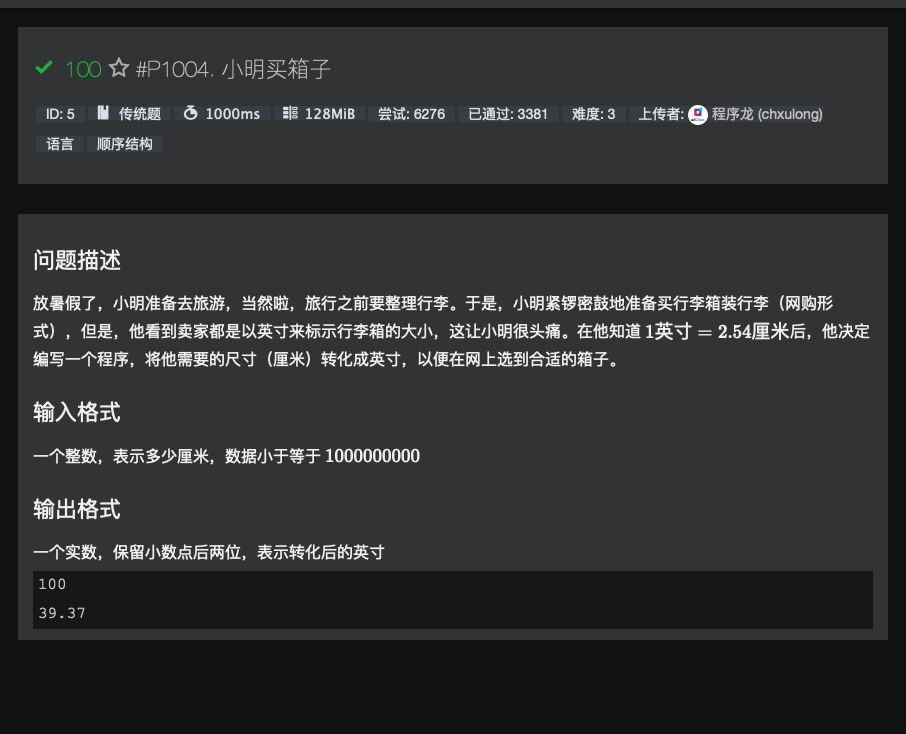 100 #P1004. 小明买箱子
ID: 5 传统题 1000ms 128MiB 尝试: 6276 已通过: 3381 难度: 3 上传者: 程序龙 (chxulong)
语言 顺序结构
问题描述
放暑假了，小明准备去旅游，当然啦，旅行之前要整理行李。于是，小明紧锣密鼓地准备买行李箱装行李（网购形
式），但是，他看到卖家都是以英寸来标示行李箱的大小，这让小明很头痛。在他知道 1英寸 = 2.54厘米后，他决定
编写一个程序，将他需要的尺寸（厘米）转化成英寸，以便在网上选到合适的箱子。
输入格式
一个整数，表示多少厘米，数据小于等于 1000000000
输出格式
一个实数，保留小数点后两位，表示转化后的英寸
100
39.37